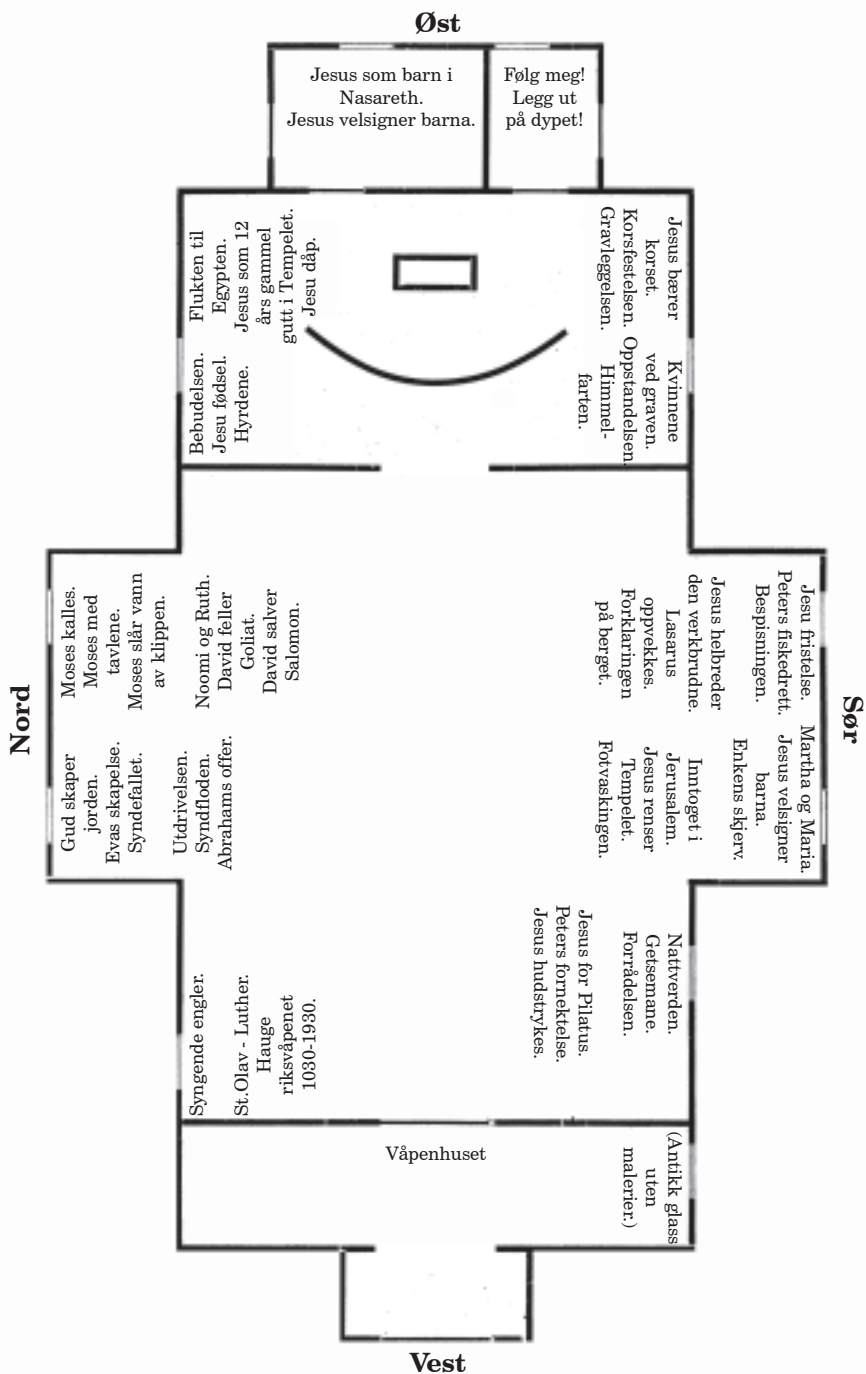 Øst
Jesus som barn i
Nasareth.
Jesus velsigner barna.
Følg meg!
Legg ut
på dypet!
Flukten til
Egypten.
Jesus som 12
års gammel
gutt i Tempelet.
Jesu dåp.
Bebudelsen.
Jesu fødsel.
Hyrdene.
Jesus bærer
korset.
Korsfestelsen.
Gravleggelsen.
Kvinnene
ved graven.
Oppstandelsen.
Himmel-
farten.
Nord
Moses kalles.
Moses med
tavlene.
Moses slår vann
av klippen.
Noomi og Ruth.
David feller
Goliat.
David salver
Salomon.
Gud skaper
jorden.
Evas skapelse.
Syndefallet.
Utdrivelsen.
Syndfloden.
Abrahams offer.
Sør
Jesu fristelse.
Peters fiskedrett.
Bespisningen.
Jesus helbreder
den verkbrudne.
Lasarus
oppvekkes.
Forklaringen
på berget.
Martha og Maria.
Jesus velsigner
barna.
Enkens skjerv.
Inntoget i
Jerusalem.
Jesus renser
Tempelet.
Fotvaskingen.
Nattverden.
Getsemane.
Forrådelsen.
Jesus for Pilatus.
Peters fornektelse.
Jesus hudstrykes.
Syngende engler.
St.Olav - Luther.
Hauge
riksvåpenet
1030-1930.
Våpenhuset
(Antikk glass
uten
malerier.)
Vest